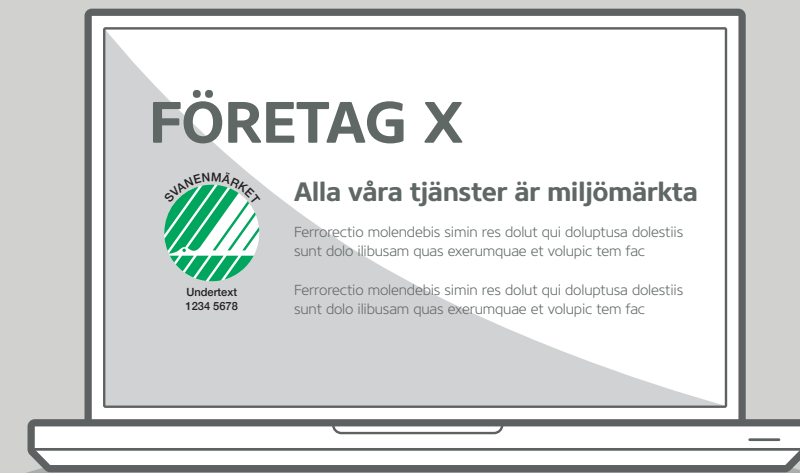 FÖRETAG X
SVANENMÄRKET
Undertext
1234 5678
Alla våra tjänster är miljömärkta
Ferrorectio molendebis simin res dolut qui doluptusa dolestiis
sunt dolo ilibusam quas exerumquae et volupic tem fac
Ferrorectio molendebis simin res dolut qui doluptusa dolestiis
sunt dolo ilibusam quas exerumquae et volupic tem fac